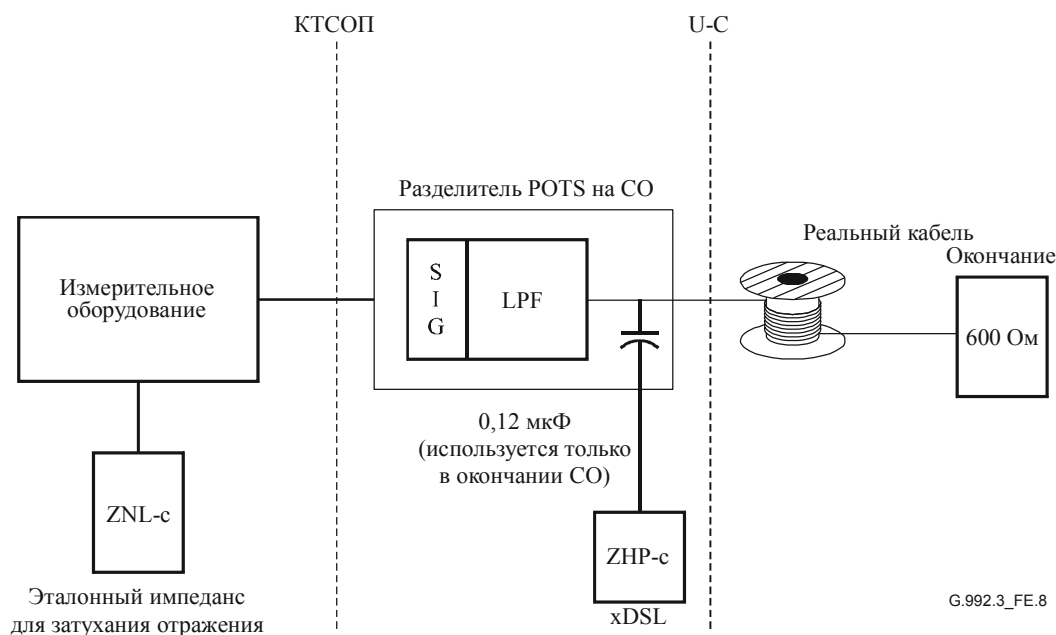 КТСОП
U-C
Разделитель POTS на CO
Реальный кабель
Окончание
Измерительное
оборудование
S
I
G
LPF
600 Ом
0,12 мкФ
(используется только
в окончании CO)
ZNL-c
ZHP-c
Эталонный импеданс
для затухания отражения
xDSL
G.992.3_FE.8